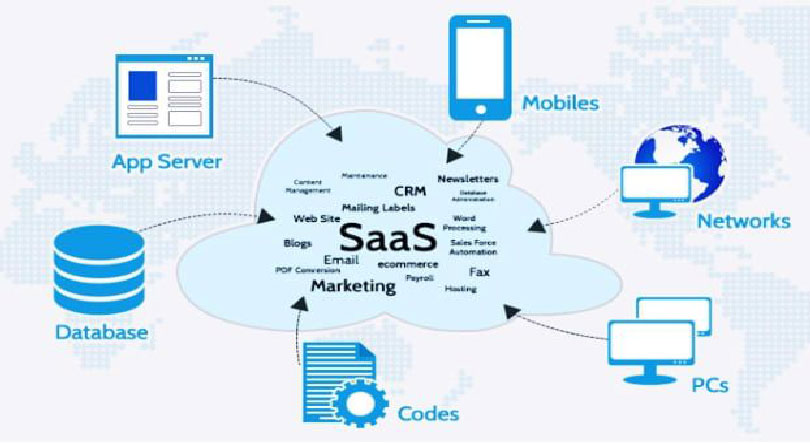 Mobiles
App Server
Maintenance
Content
Management
CRM
Newsletters
Database
Administration
Mailing Labels
Web Site
Word
Processing
SaaS
Blogs
Sales Force
Automation
Email
ecommerce
PDF Conversion
Payroll
Fax
Marketing
Hosting
Networks
Database
PCs
Codes